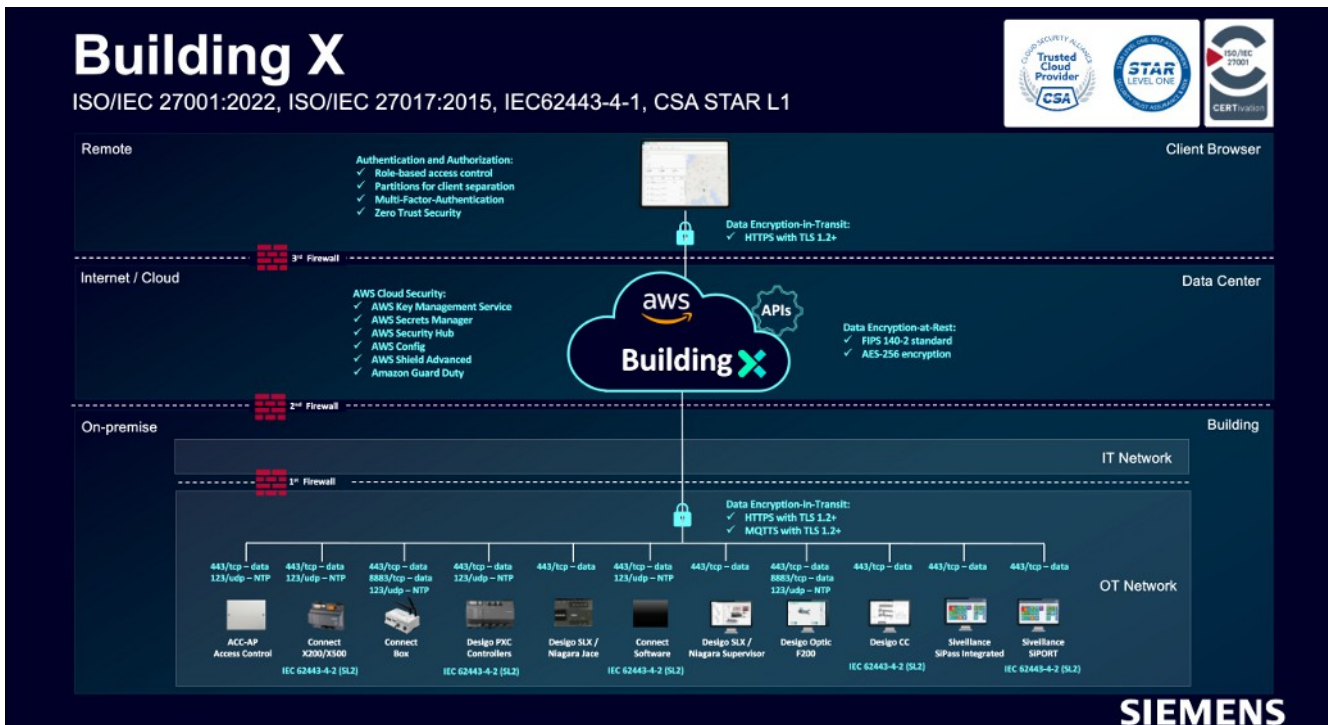 Building X
ISO/IEC 27001:2022, ISO/IEC 27017:2015, IEC62443-4-1, CSA STAR L1
CLOUD SECURITY ALLIANCE
Trusted
Cloud
Provider
CSA
STAR LEVEL ONE: SELF-ASSESSMENT
STAR
LEVEL ONE
ISO/IEC
27001
CERTivation
Remote
Client Browser
Authentication and Authorization:
✓ Role-based access control
✓ Partitions for client separation
✓ Multi-Factor-Authentication
✓ Zero Trust Security
Data Encryption-in-Transit:
✓ HTTPS with TLS 1.2+
3rd Firewall
Internet / Cloud
Data Center
AWS Cloud Security:
✓ AWS Key Management Service
✓ AWS Secrets Manager
✓ AWS Security Hub
✓ AWS Config
✓ AWS Shield Advanced
✓ Amazon Guard Duty
aws
APIs
Building X
Data Encryption-at-Rest:
✓ FIPS 140-2 standard
✓ AES-256 encryption
2nd Firewall
On-premise
Building
IT Network
1st Firewall
Data Encryption-in-Transit:
✓ HTTPS with TLS 1.2+
✓ MQTTS with TLS 1.2+
OT Network
443/tcp – data
123/udp – NTP
ACC-AP
Access Control
443/tcp – data
123/udp – NTP
Connect
X200/X500
IEC 62443-4-2 (SL2)
443/tcp – data
8883/tcp – data
123/udp – NTP
Connect
Box
443/tcp – data
123/udp – NTP
Desigo PXC
Controllers
IEC 62443-4-2 (SL2)
443/tcp – data
Desigo SLX /
Niagara Jace
443/tcp – data
123/udp – NTP
Connect
Software
IEC 62443-4-2 (SL2)
443/tcp – data
Desigo SLX /
Niagara Supervisor
443/tcp – data
8883/tcp – data
123/udp – NTP
Desigo Optic
F200
443/tcp – data
Desigo CC
IEC 62443-4-2 (SL2)
443/tcp – data
Siveillance
SiPass Integrated
443/tcp – data
Siveillance
SiPORT
IEC 62443-4-2 (SL2)
SIEMENS